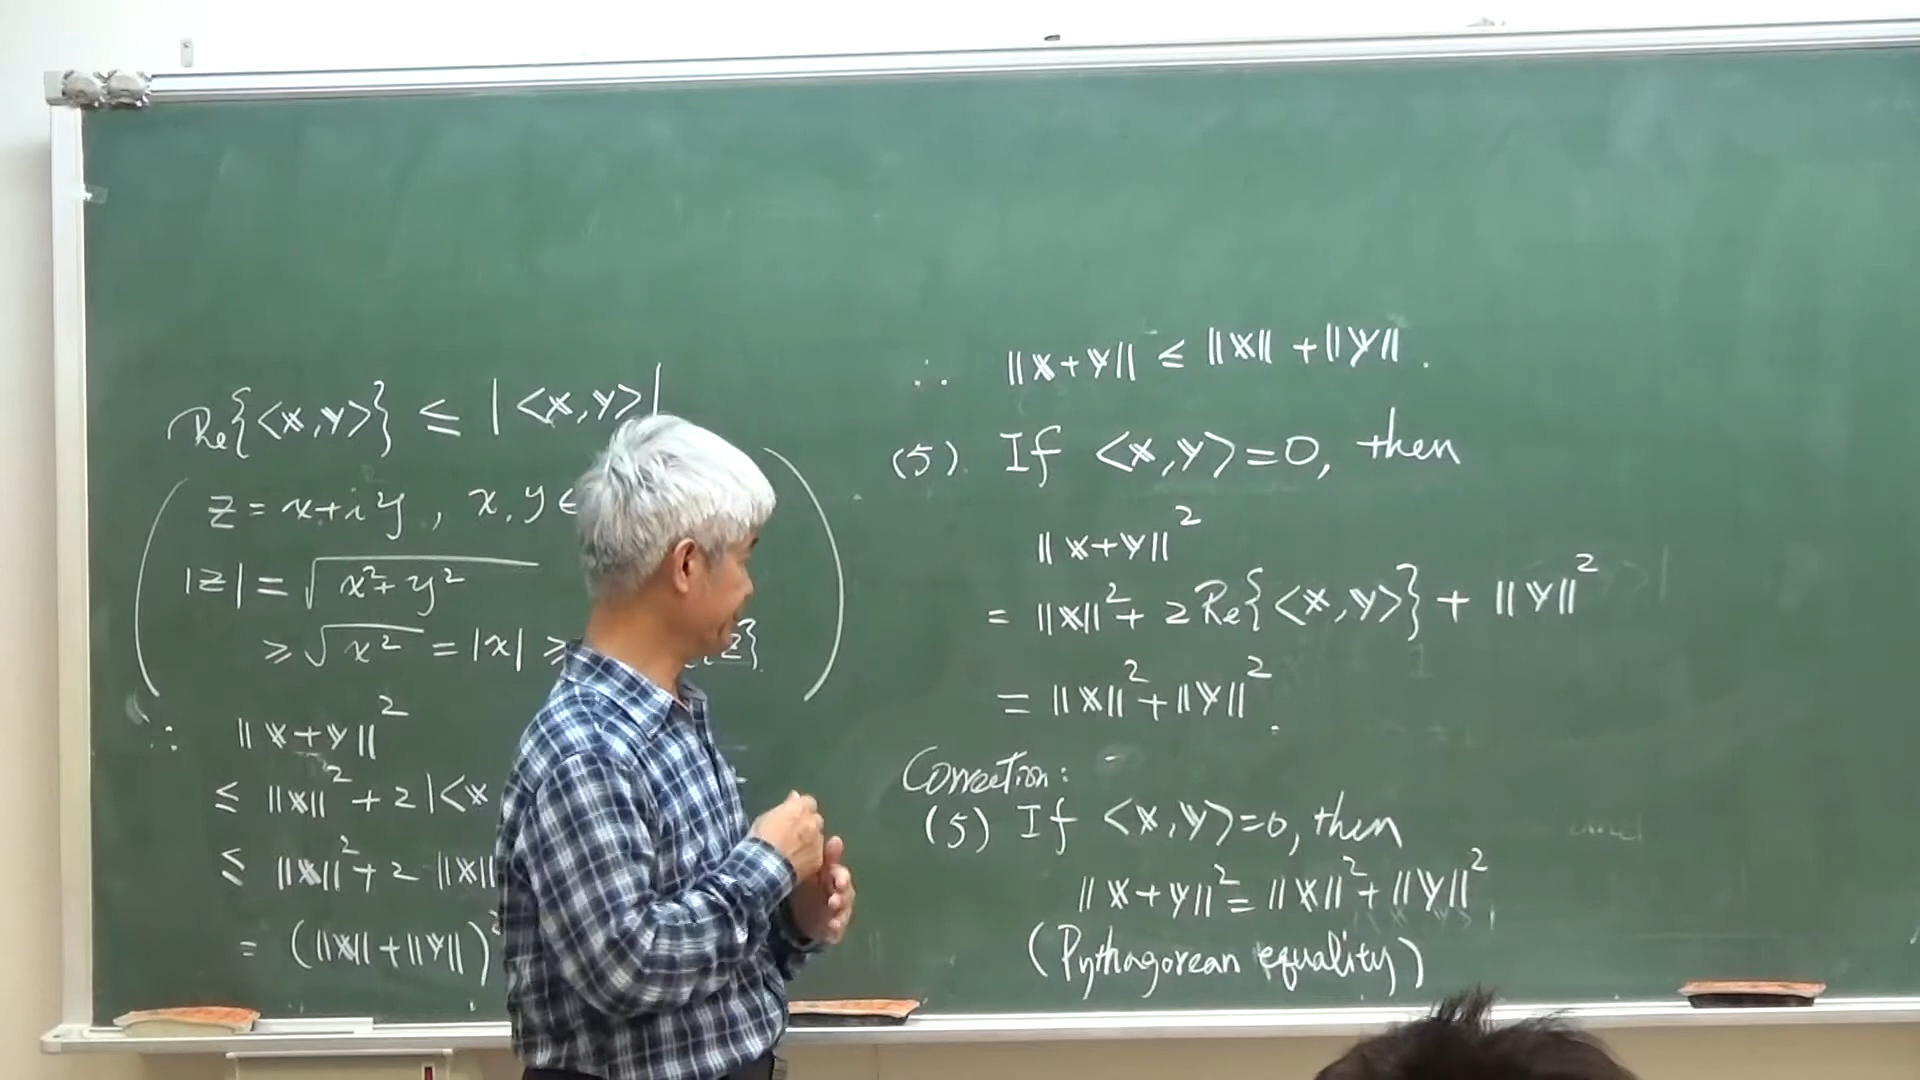 Re{<x,y>} ≤ |<x,y>|
z = x+iy, x,y ∈
|z| = √(x²+y²)
≥ √x² = |x| ≥ z}
∴ ||x+y||²
≤ ||x||² + 2|<x
≤ ||x||² + 2 ||x||
= (||x||+||y||)²
∴ ||x+y|| ≤ ||x|| + ||y||.
(5) If <x,y>=0, then
||x+y||²
= ||x||² + 2Re{<x,y>} + ||y||²
= ||x||² + ||y||².
Correction:
(5) If <x,y>=0, then
||x+y||² = ||x||² + ||y||²
(Pythagorean equality)